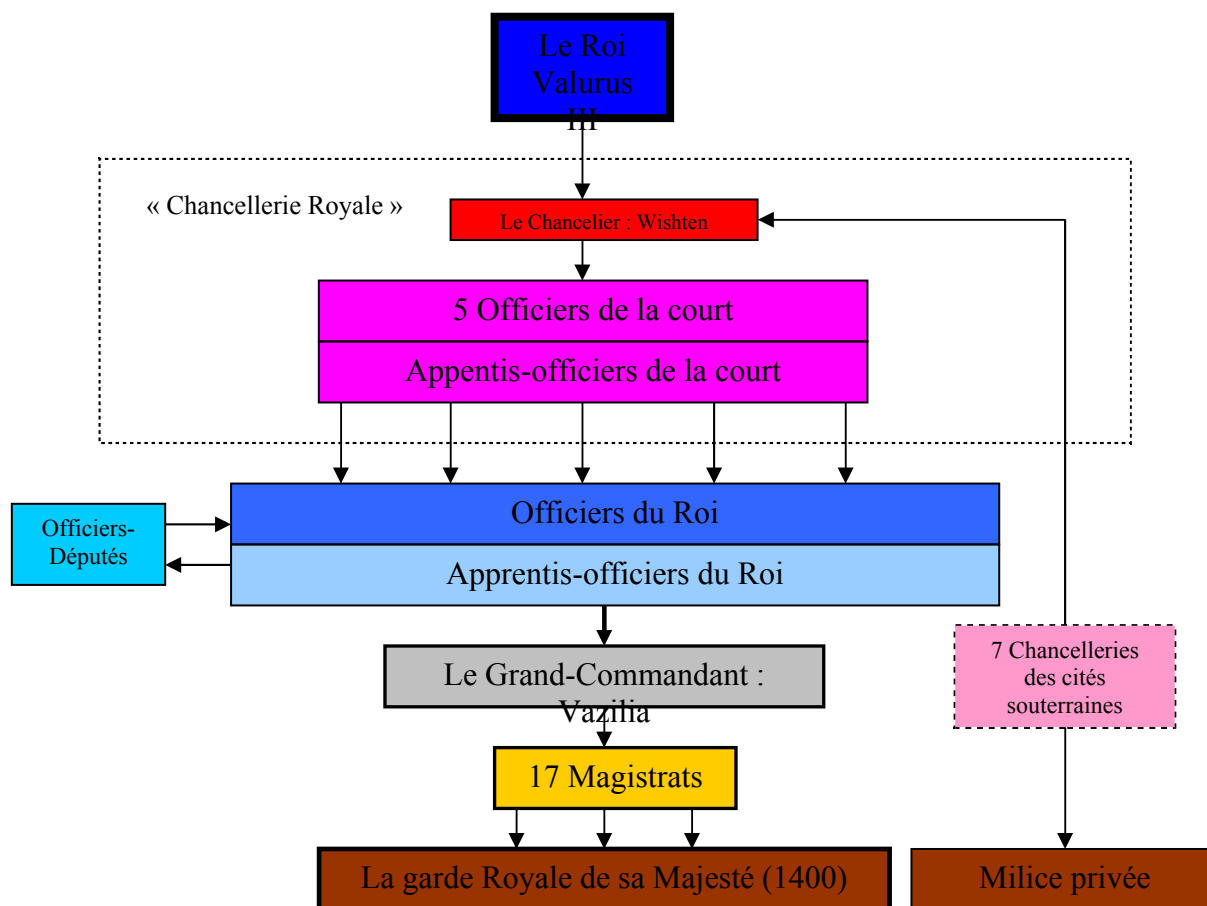 Le Roi
Valurus
III
« Chancellerie Royale »
Le Chancelier : Wishten
5 Officiers de la court
Appentis-officiers de la court
Officiers du Roi
Officiers-
Députés
Apprentis-officiers du Roi
7 Chancelleries
des cités
souterraines
Le Grand-Commandant :
Vazilia
17 Magistrats
La garde Royale de sa Majesté (1400)
Milice privée